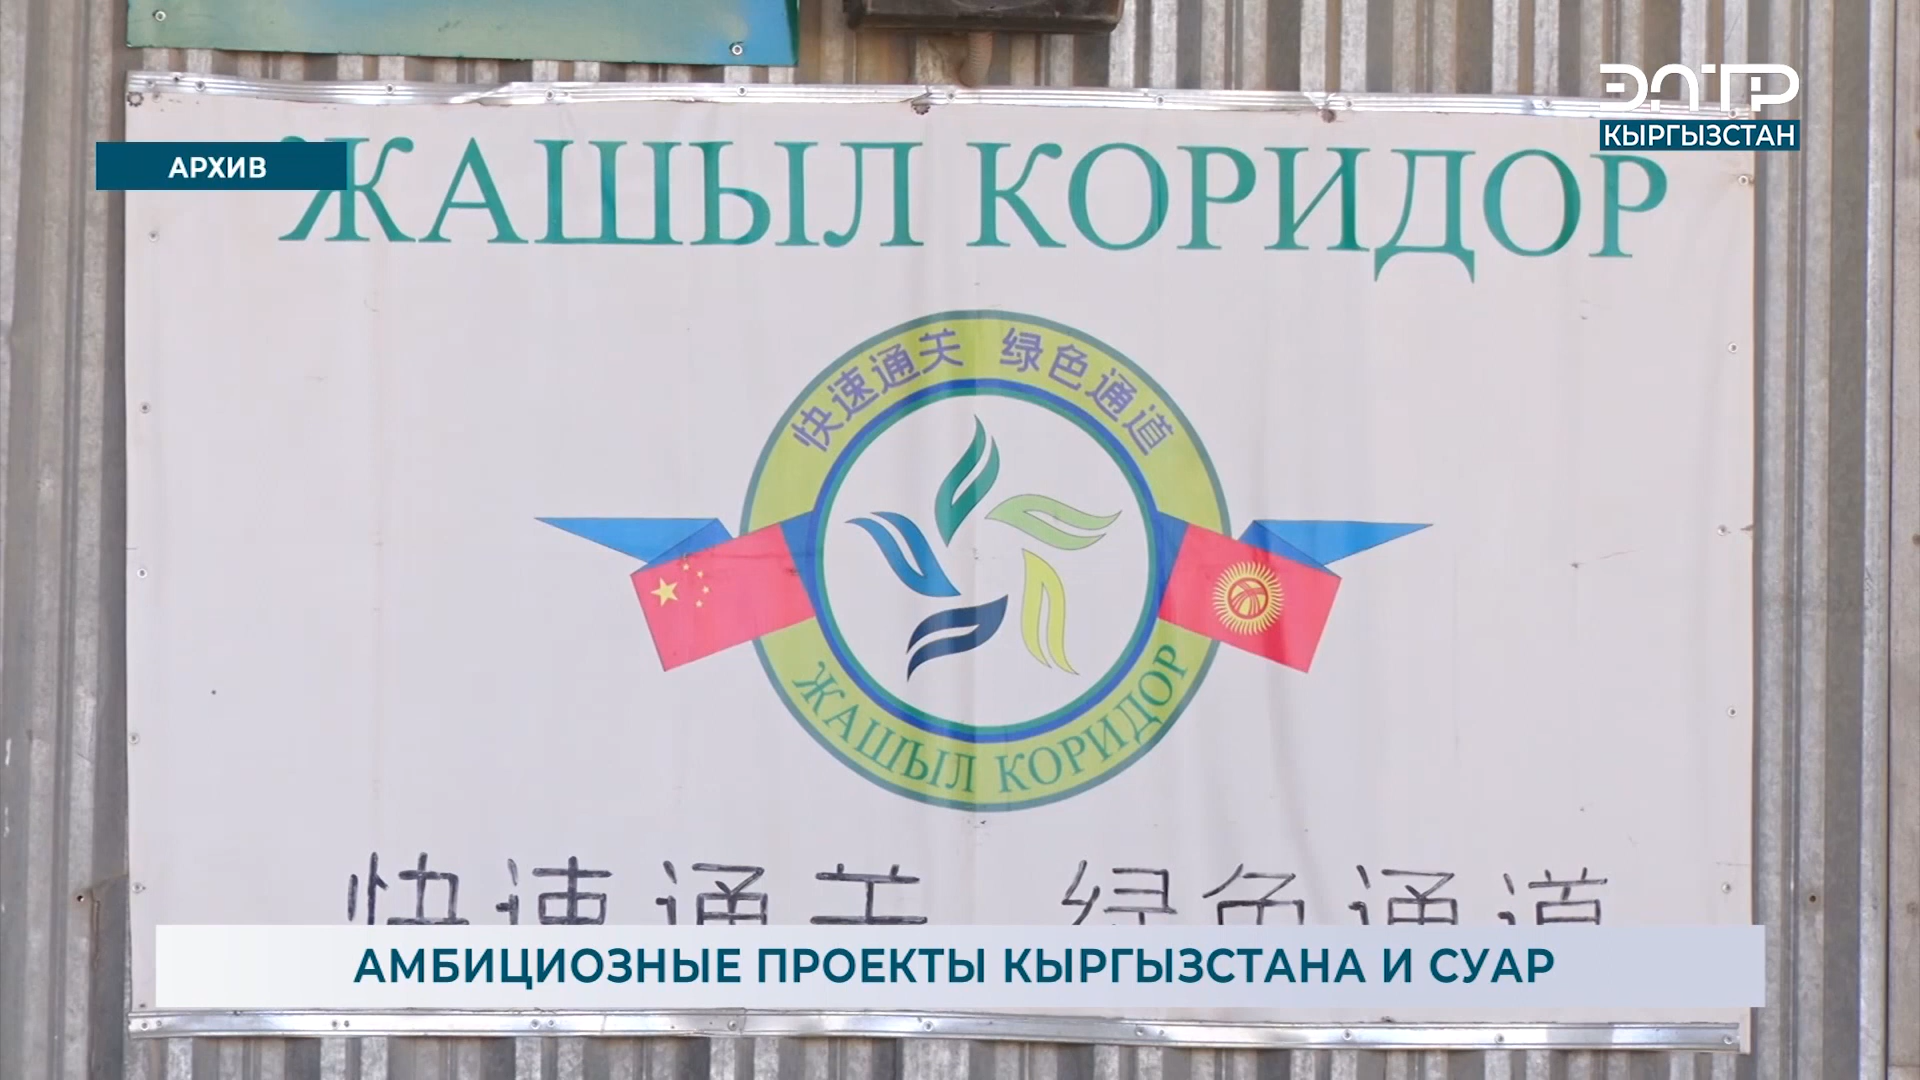 ЭЛТР
КЫРГЫЗСТАН
АРХИВ
ЖАШЫЛ КОРИДОР
快速通关 绿色通道
ЖАШЫЛ КОРИДОР
快速通关 绿色通道
АМБИЦИОЗНЫЕ ПРОЕКТЫ КЫРГЫЗСТАНА И СУАР